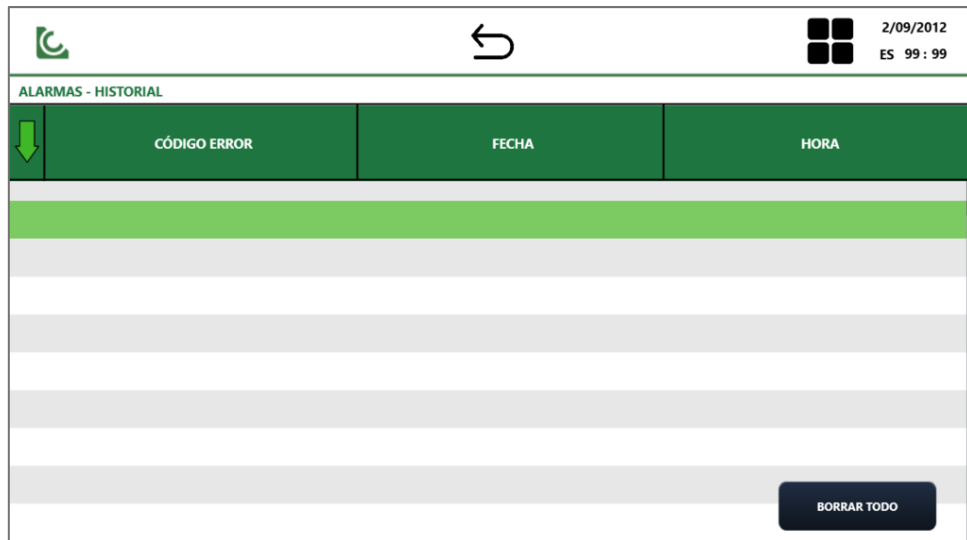 2/09/2012
ES 99 : 99
ALARMAS - HISTORIAL
CÓDIGO ERROR FECHA HORA
BORRAR TODO